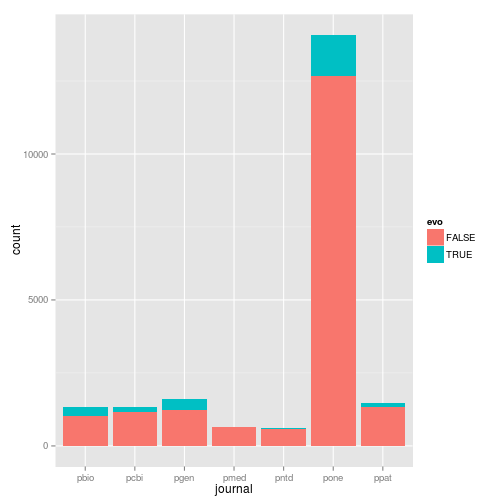 10000
5000
0
count
pbio pcbi pgen pmed pntd pone ppat
journal
evo
FALSE
TRUE